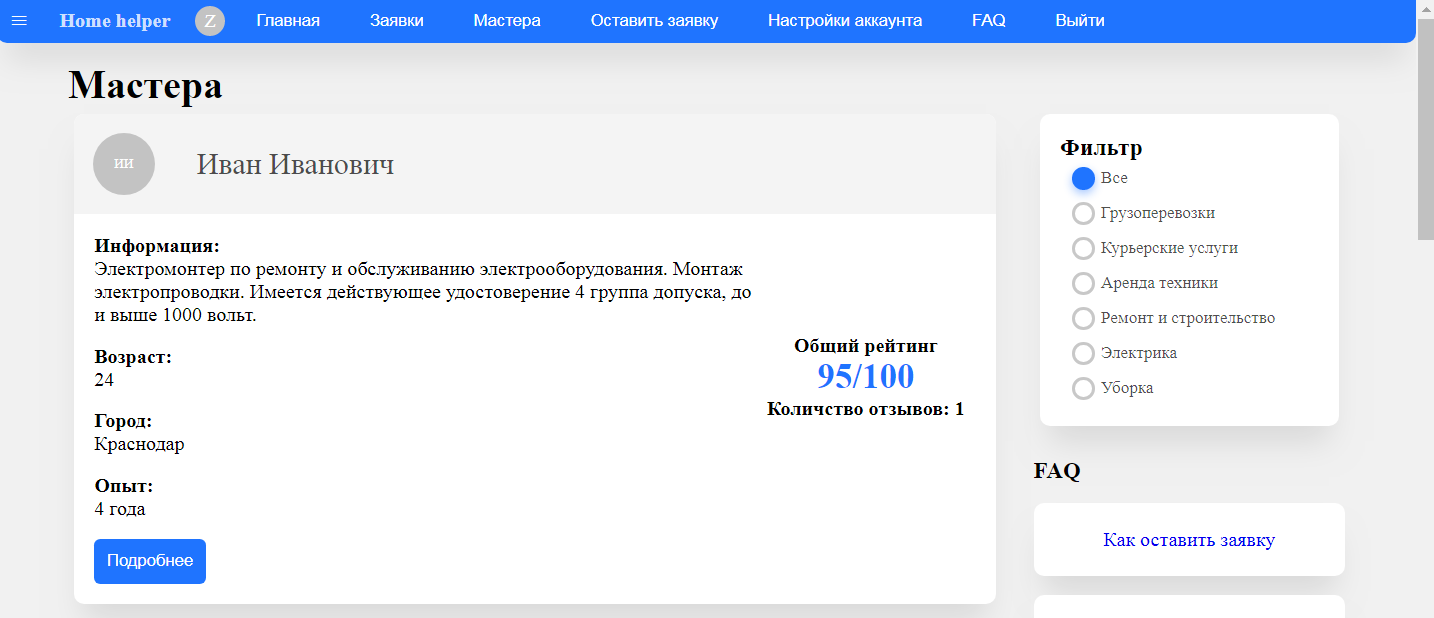 Home helper Z Главная Заявки Мастера Оставить заявку Настройки аккаунта FAQ Выйти
Мастера
ИИ Иван Иванович
Информация:
Электромонтер по ремонту и обслуживанию электрооборудования. Монтаж
электропроводки. Имеется действующее удостоверение 4 группа допуска, до
и выше 1000 вольт.
Возраст:
24
Город:
Краснодар
Опыт:
4 года
Подробнее
Общий рейтинг
95/100
Количство отзывов: 1
Фильтр
Все
Грузоперевозки
Курьерские услуги
Аренда техники
Ремонт и строительство
Электрика
Уборка
FAQ
Как оставить заявку